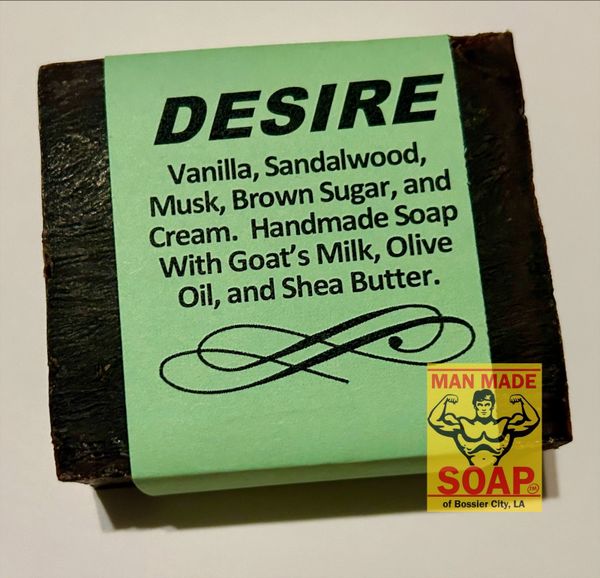 DESIRE
Vanilla, Sandalwood,
Musk, Brown Sugar, and
Cream.  Handmade Soap
With Goat's Milk, Olive
Oil, and Shea Butter.
MAN MADE
SOAP TM
of Bossier City, LA